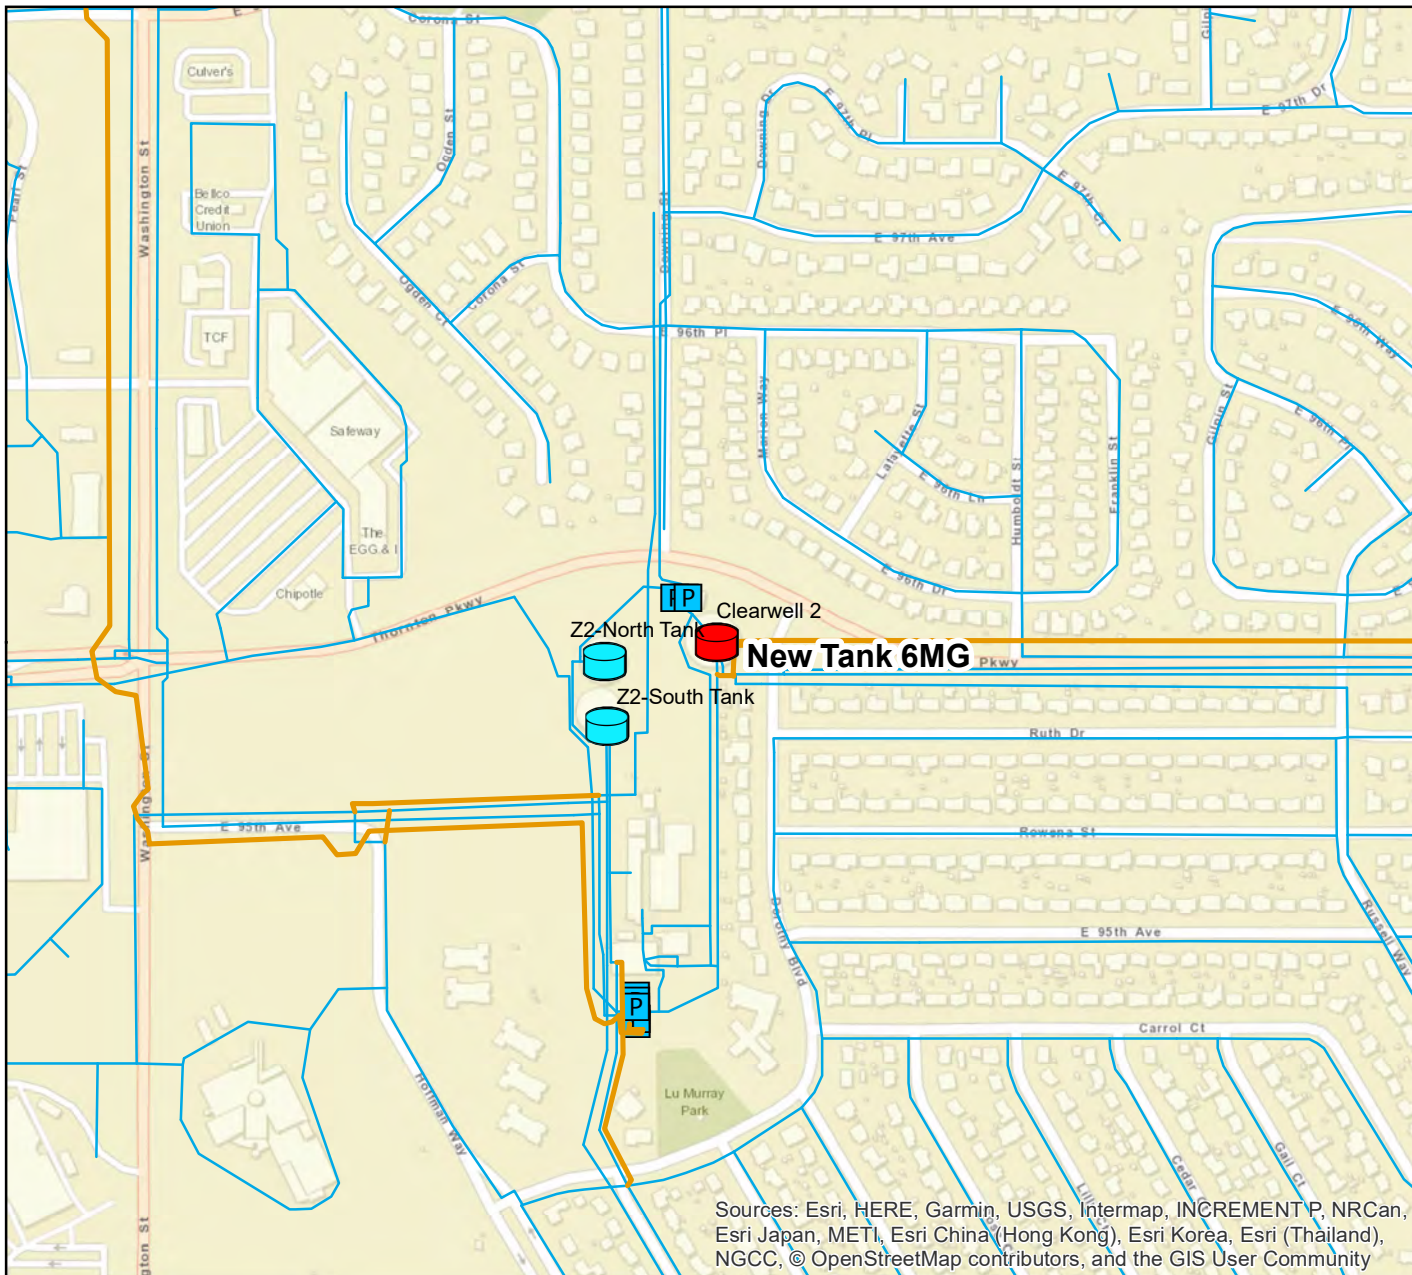 Corona St
Culver's
Gilp
Pearl St
Washington St
Ogden St
Downing Dr
E 97th Pl
E 97th Dr
Bellco
Credit
Union
E 97th Ct
Downing St
E 97th Ave
Ogden Ct
Corona St
TCF
E 96th Pl
E 96th Way
Safeway
Marion Way
Lafayette St
E 96th Ln
Humboldt St
Franklin St
Gilpin St
E 96th Pl
The
EGG & I
Chipotle
E 96th Dr
Thornton Pkwy
P
Clearwell 2
Z2-North Tank
New Tank 6MG
Pkwy
Z2-South Tank
Ruth Dr
E 95th Ave
Rowena St
Washington St
Dorothy Blvd
E 95th Ave
Russell Way
P
Carrol Ct
Hoffman Way
Lu Murray
Park
Cedar
Gail Ct
ngton St
Sources: Esri, HERE, Garmin, USGS, Intermap, INCREMENT P, NRCan,
Esri Japan, METI, Esri China (Hong Kong), Esri Korea, Esri (Thailand),
NGCC, © OpenStreetMap contributors, and the GIS User Community